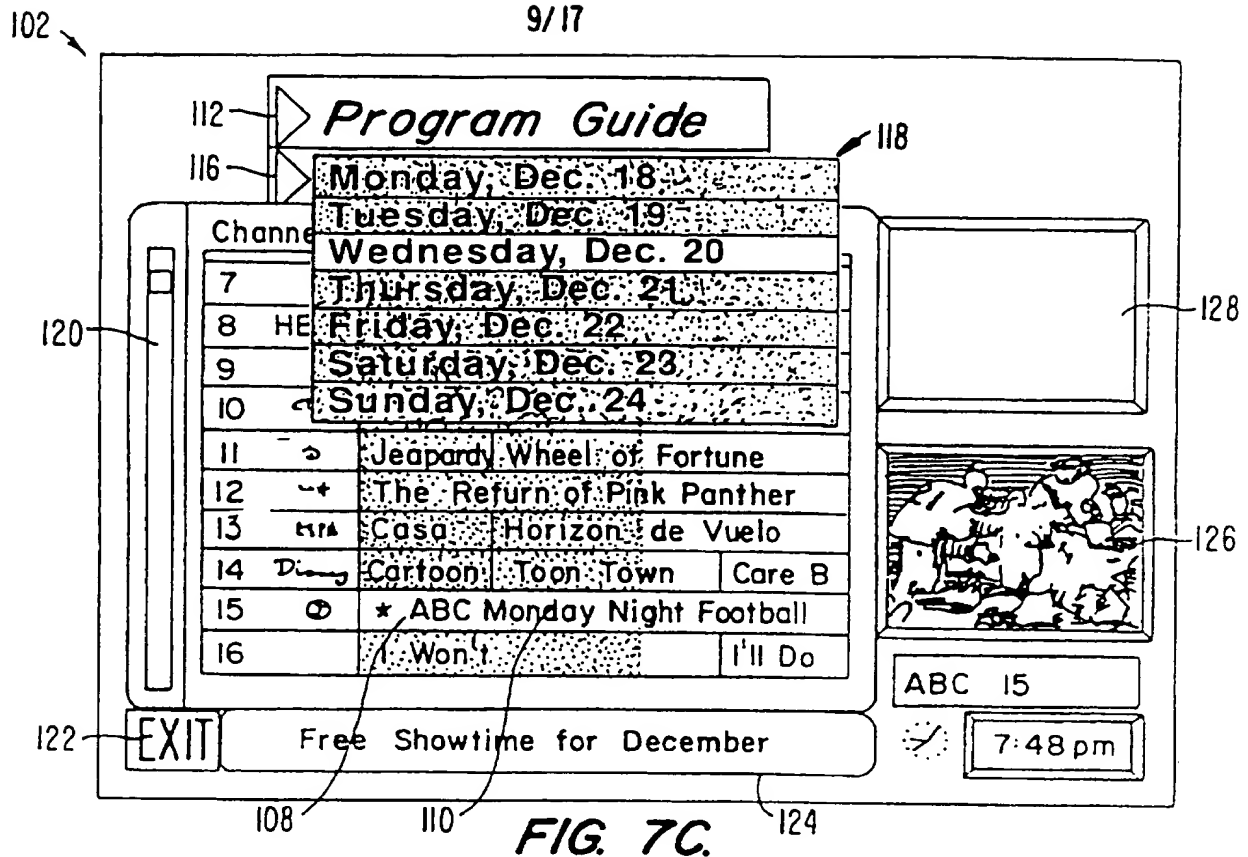 9/17
102
112
Program Guide
118
116
Monday, Dec. 18
Tuesday, Dec. 19
Wednesday, Dec. 20
Thursday, Dec. 21
Friday, Dec. 22
Saturday, Dec. 23
Sunday, Dec. 24
Channe
7
8 HE
9
10
120
128
11 Jeapardy Wheel of Fortune
12 The Return of Pink Panther
13 Casa Horizon de Vuelo
14 Disney Cartoon Toon Town Care B
126
15 * ABC Monday Night Football
16 I Won't I'll Do
ABC 15
122
EXIT
Free Showtime for December
7:48 pm
108
110
124
FIG. 7C.